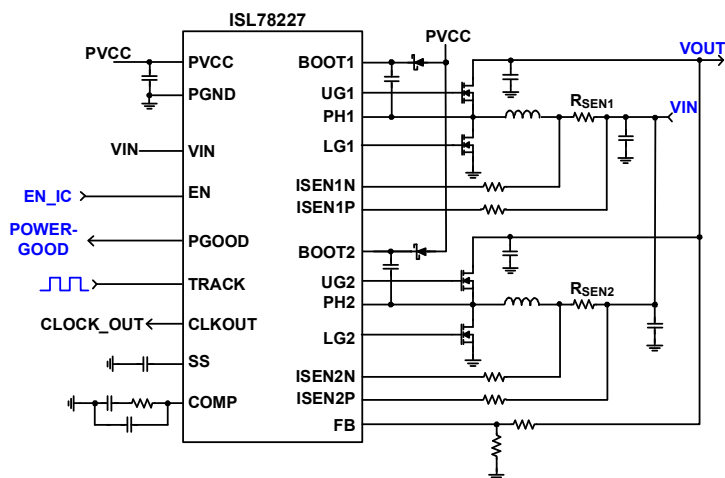 ISL78227
PVCC
PVCC
PGND
VIN
VIN
EN_IC
EN
POWER-
GOOD
PGOOD
TRACK
CLOCK_OUT
CLKOUT
SS
COMP
BOOT1
UG1
PH1
LG1
ISEN1N
ISEN1P
BOOT2
UG2
PH2
LG2
ISEN2N
ISEN2P
FB
PVCC
VOUT
RSEN1
VIN
RSEN2